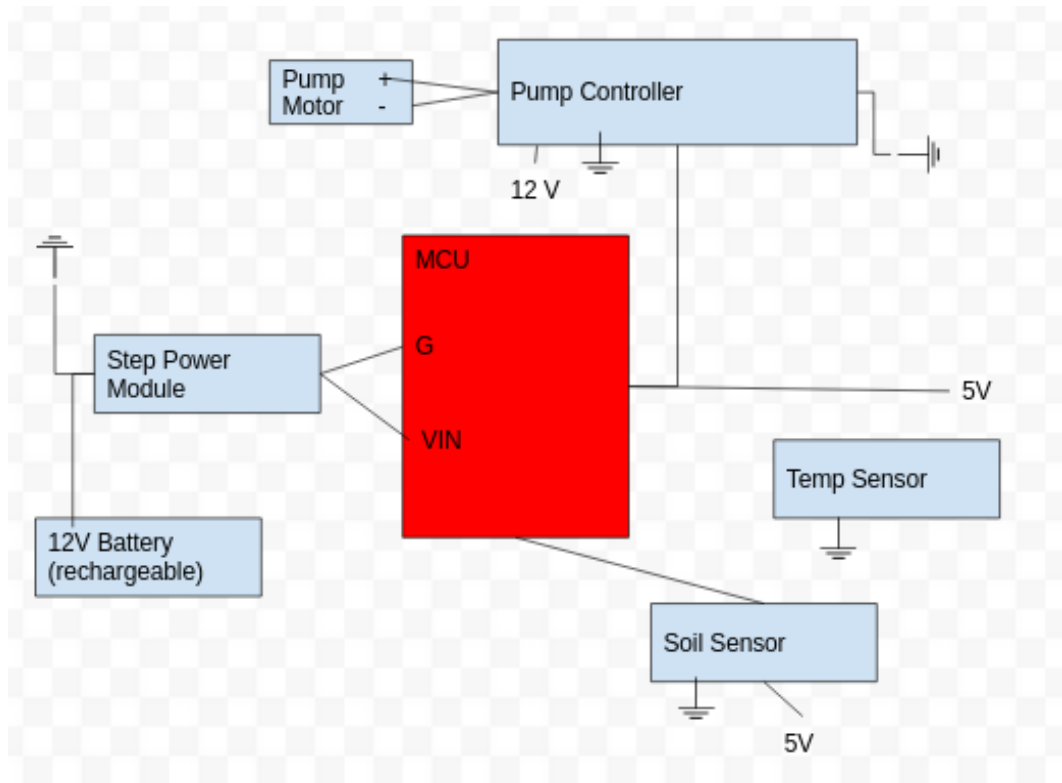 Pump +
Motor -
Pump Controller
12 V
MCU
G
Step Power
Module
VIN
5V
Temp Sensor
12V Battery
(rechargeable)
Soil Sensor
5V